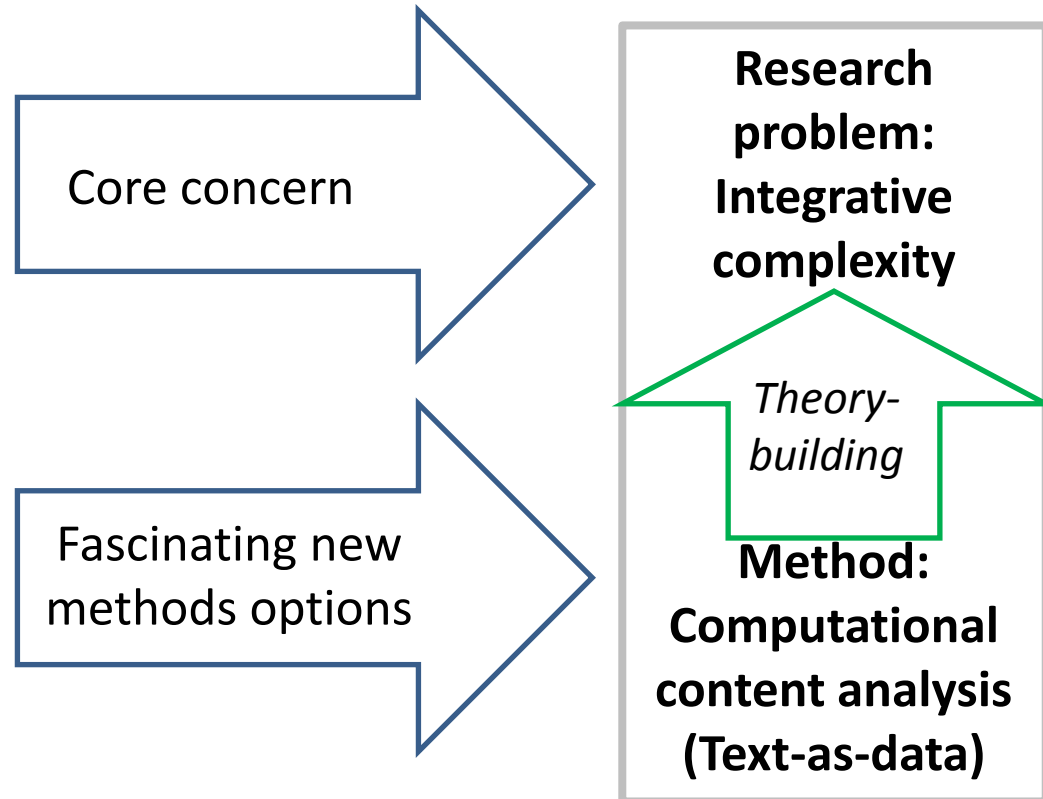 Core concern
Research
problem:
Integrative
complexity
Theory-
building
Fascinating new
methods options
Method:
Computational
content analysis
(Text-as-data)